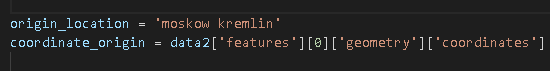 origin_location = 'moskow kremlin'
coordinate_origin = data2['features'][0]['geometry']['coordinates']